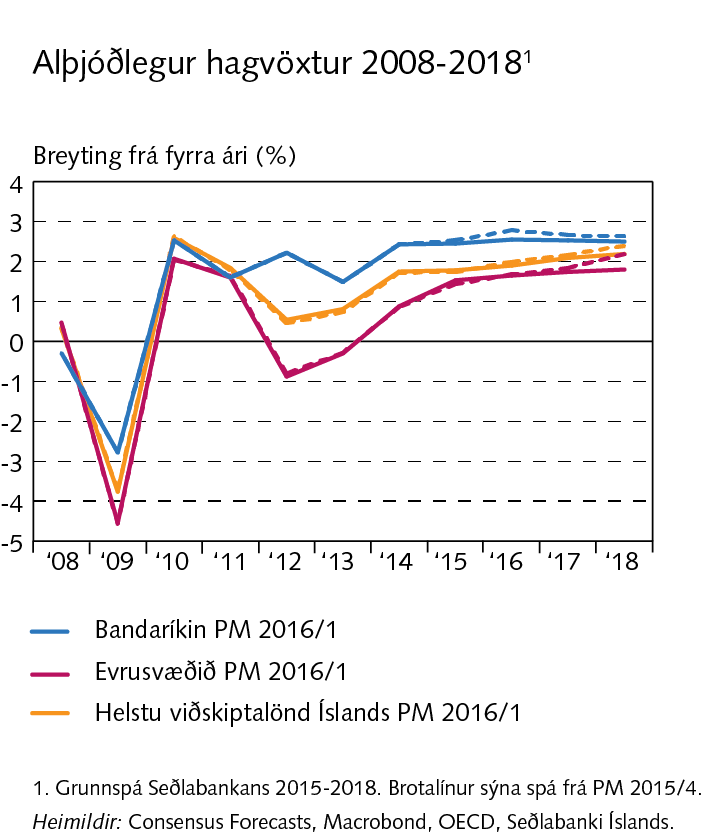 Alþjóðlegur hagvöxtur 2008-2018¹
Breyting frá fyrra ári (%)
4
3
2
1
0
-1
-2
-3
-4
-5
‘08 ‘09 ‘10 ‘11 ‘12 ‘13 ‘14 ‘15 ‘16 ‘17 ‘18
Bandaríkin PM 2016/1
Evrusvæðið PM 2016/1
Helstu viðskiptalönd Íslands PM 2016/1
1. Grunnspá Seðlabankans 2015-2018. Brotalínur sýna spá frá PM 2015/4.
Heimildir: Consensus Forecasts, Macrobond, OECD, Seðlabanki Íslands.